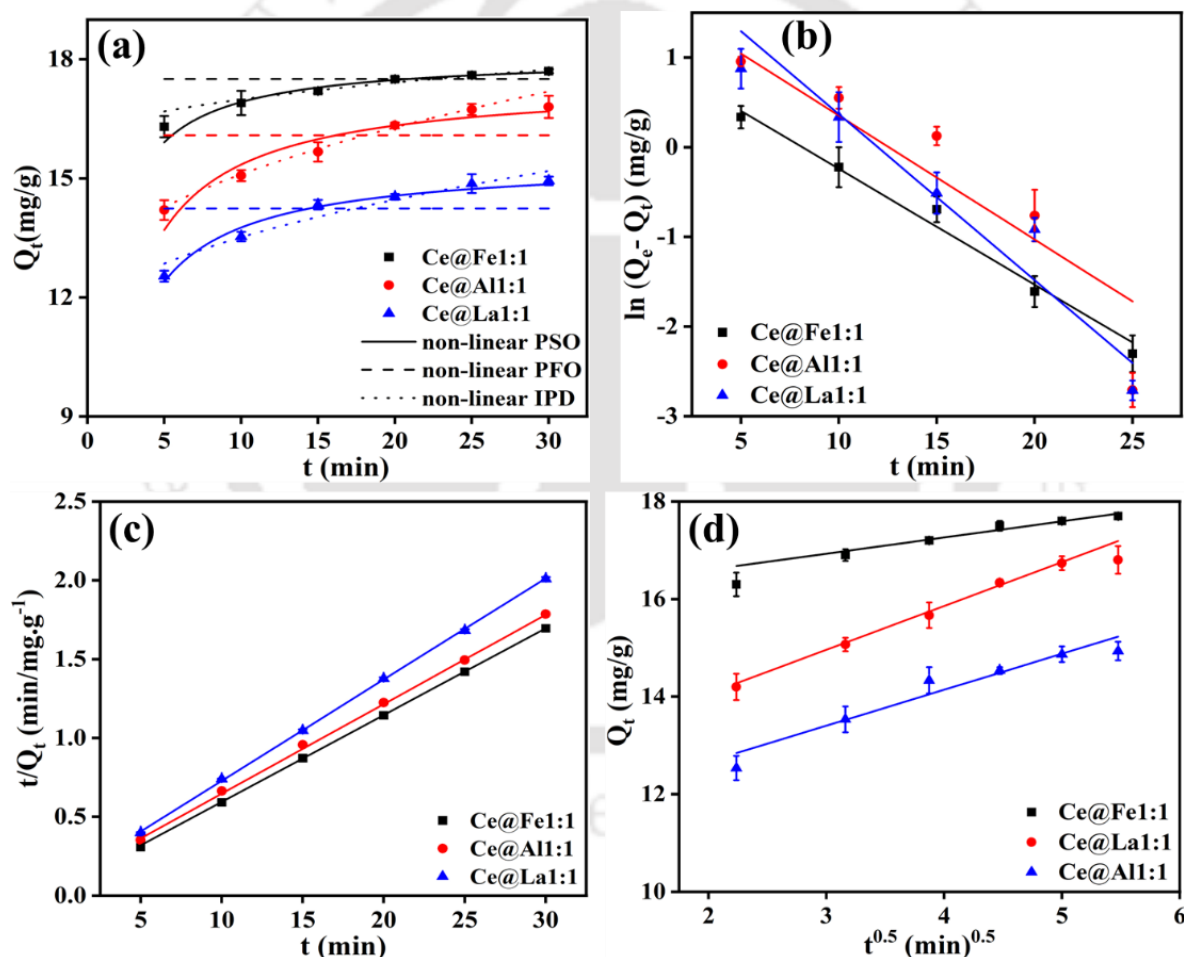 (a)
Q_t(mg/g)
18
15
12
9
Ce@Fe1:1
Ce@Al1:1
Ce@La1:1
non-linear PSO
non-linear PFO
non-linear IPD
0 5 10 15 20 25 30
t (min)
(b)
ln (Q_e- Q_t) (mg/g)
1
0
-1
-2
-3
Ce@Fe1:1
Ce@Al1:1
Ce@La1:1
5 10 15 20 25
t (min)
(c)
t/Q_t (min/mg.g⁻¹)
2.5
2.0
1.5
1.0
0.5
0.0
Ce@Fe1:1
Ce@Al1:1
Ce@La1:1
5 10 15 20 25 30
t (min)
(d)
Q_t (mg/g)
18
16
14
12
10
Ce@Fe1:1
Ce@La1:1
Ce@Al1:1
2 3 4 5 6
t^0.5 (min)^0.5